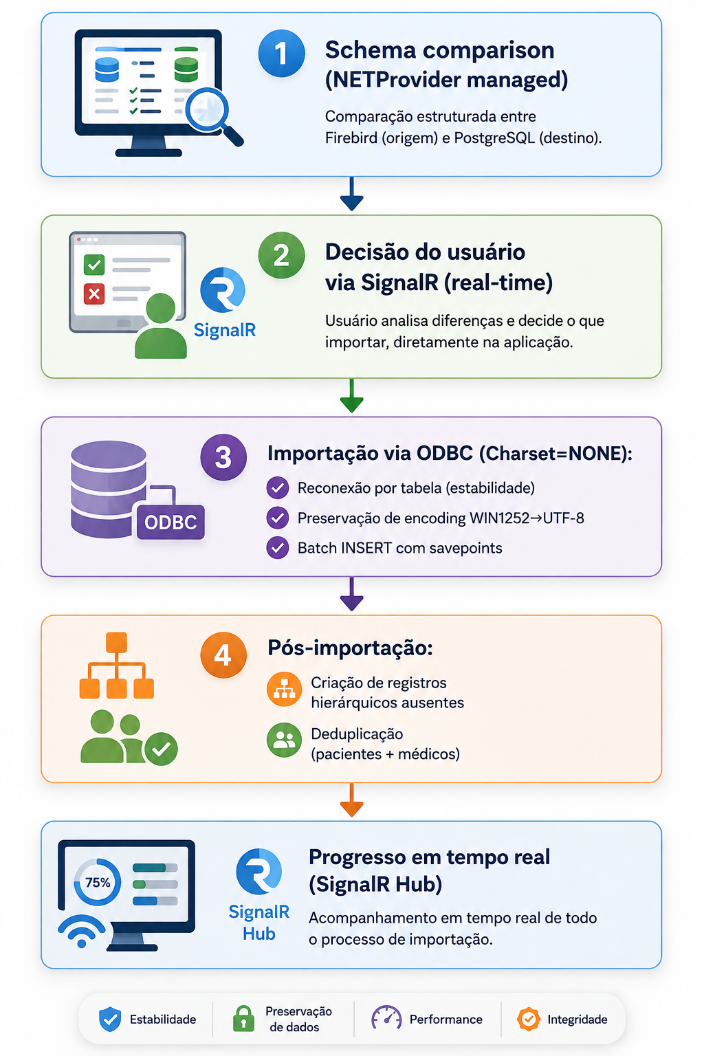 1
Schema comparison
(NETProvider managed)
Comparação estruturada entre
Firebird (origem) e PostgreSQL (destino).
2
Decisão do usuário
via SignalR (real-time)
SignalR
Usuário analisa diferenças e decide o que
importar, diretamente na aplicação.
3
Importação via ODBC (Charset=NONE):
Reconexão por tabela (estabilidade)
ODBC
Preservação de encoding WIN1252→UTF-8
Batch INSERT com savepoints
4
Pós-importação:
Criação de registros
hierárquicos ausentes
Deduplicação
(pacientes + médicos)
75%
SignalR
Hub
Progresso em tempo real
(SignalR Hub)
Acompanhamento em tempo real de todo
o processo de importação.
Estabilidade
Preservação
de dados
Performance
Integridade